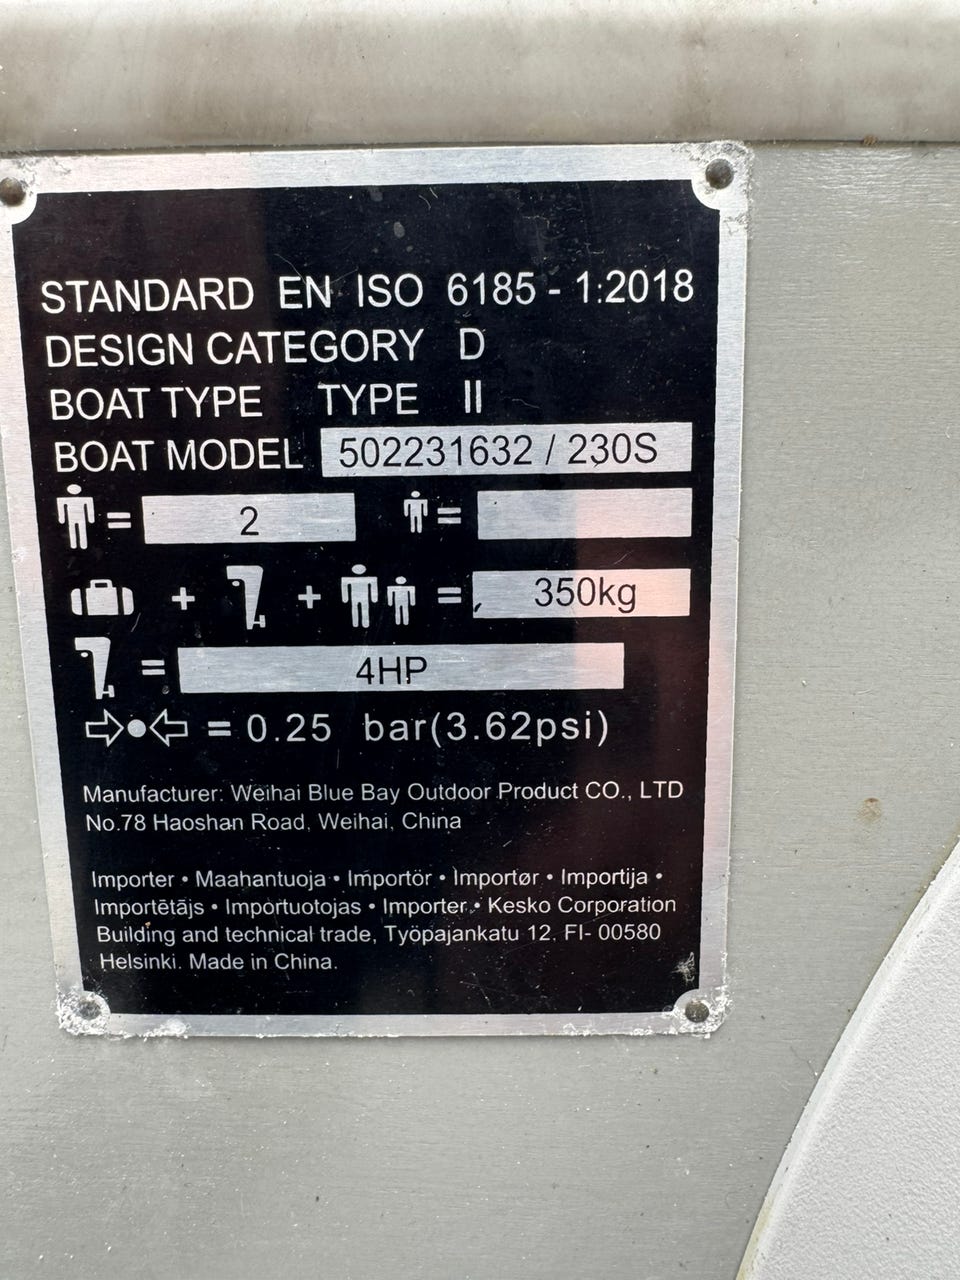 STANDARD EN ISO 6185 - 1:2018
DESIGN CATEGORY D
BOAT TYPE TYPE II
BOAT MODEL 502231632 / 230S
= 2 =
+ + = 350kg
= 4HP
= 0.25 bar(3.62psi)
Manufacturer: Weihai Blue Bay Outdoor Product CO., LTD
No.78 Haoshan Road, Weihai, China
Importer • Maahantuoja • Importör • Importør • Importija •
Importētājs • Importuotojas • Importer • Kesko Corporation
Building and technical trade, Työpajankatu 12, FI- 00580
Helsinki. Made in China.